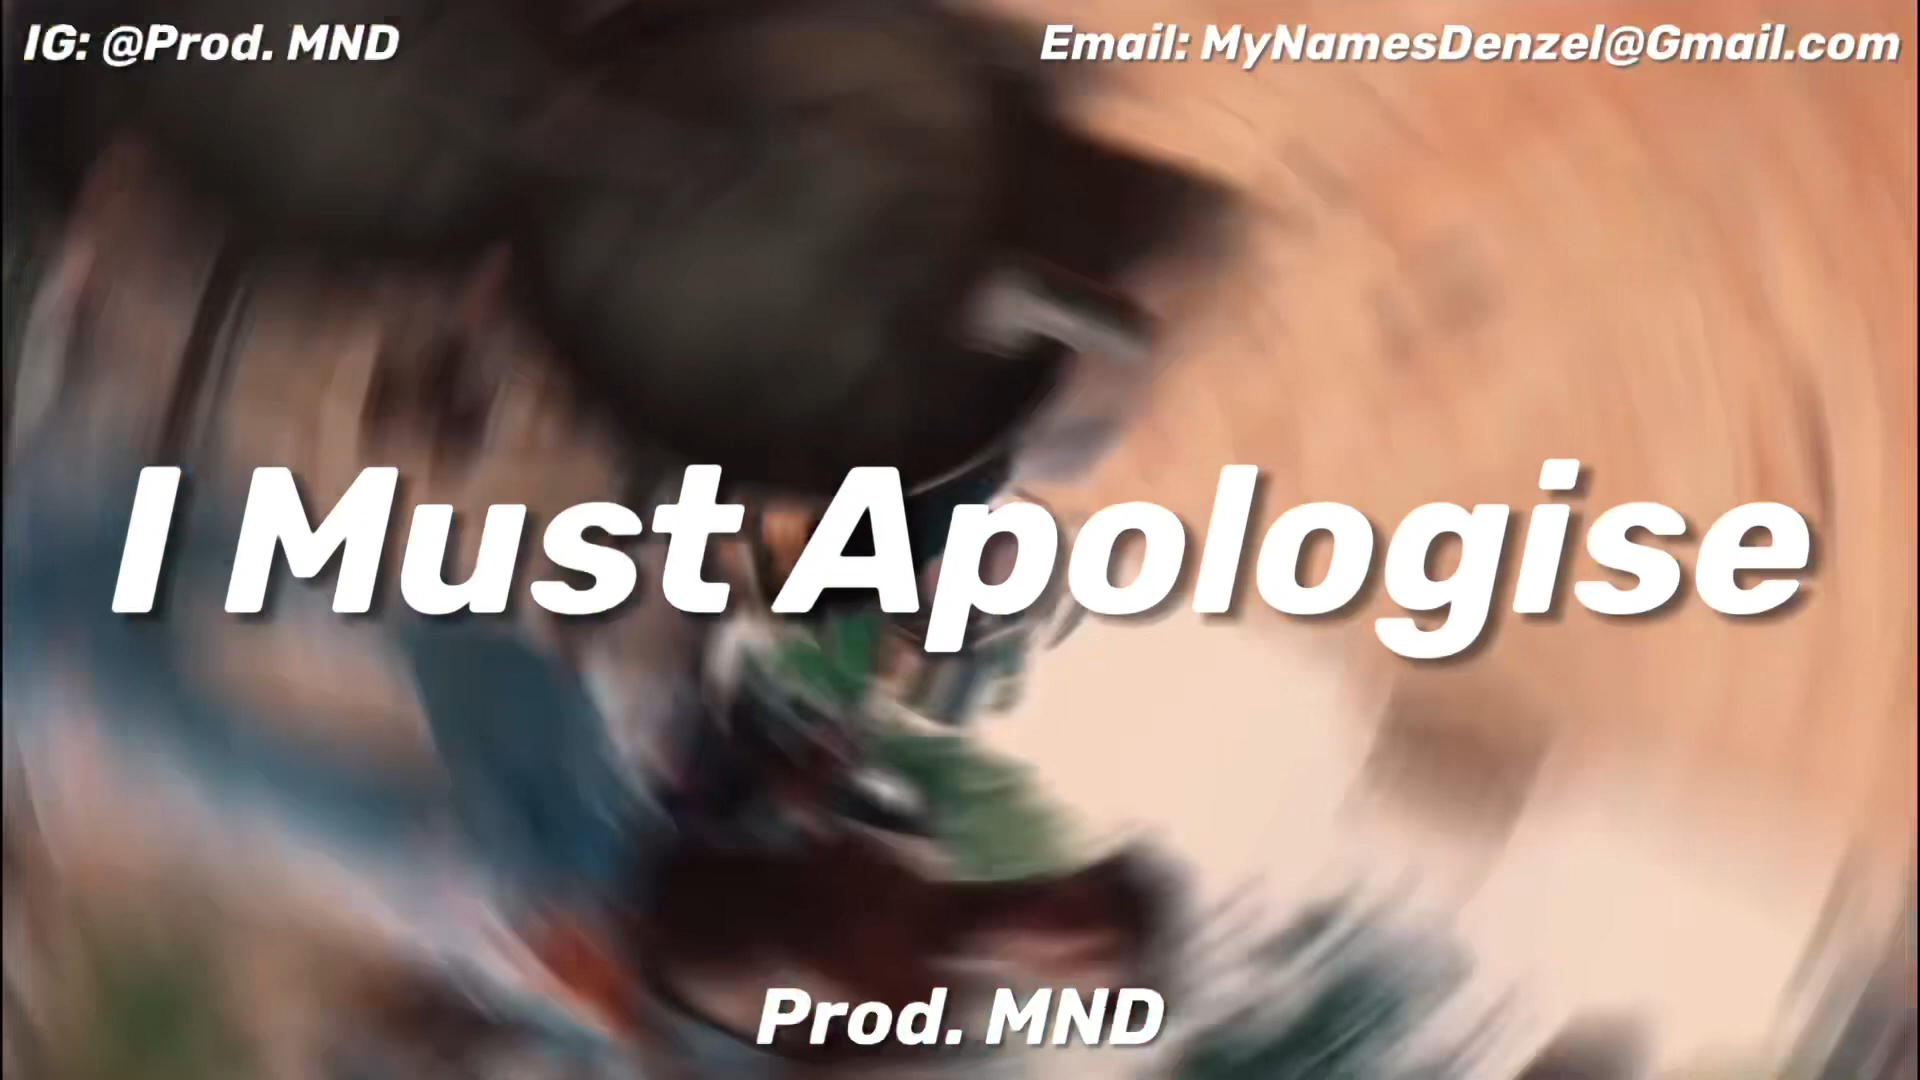 IG: @Prod. MND
Email: MyNamesDenzel@Gmail.com
I Must Apologise
Prod. MND